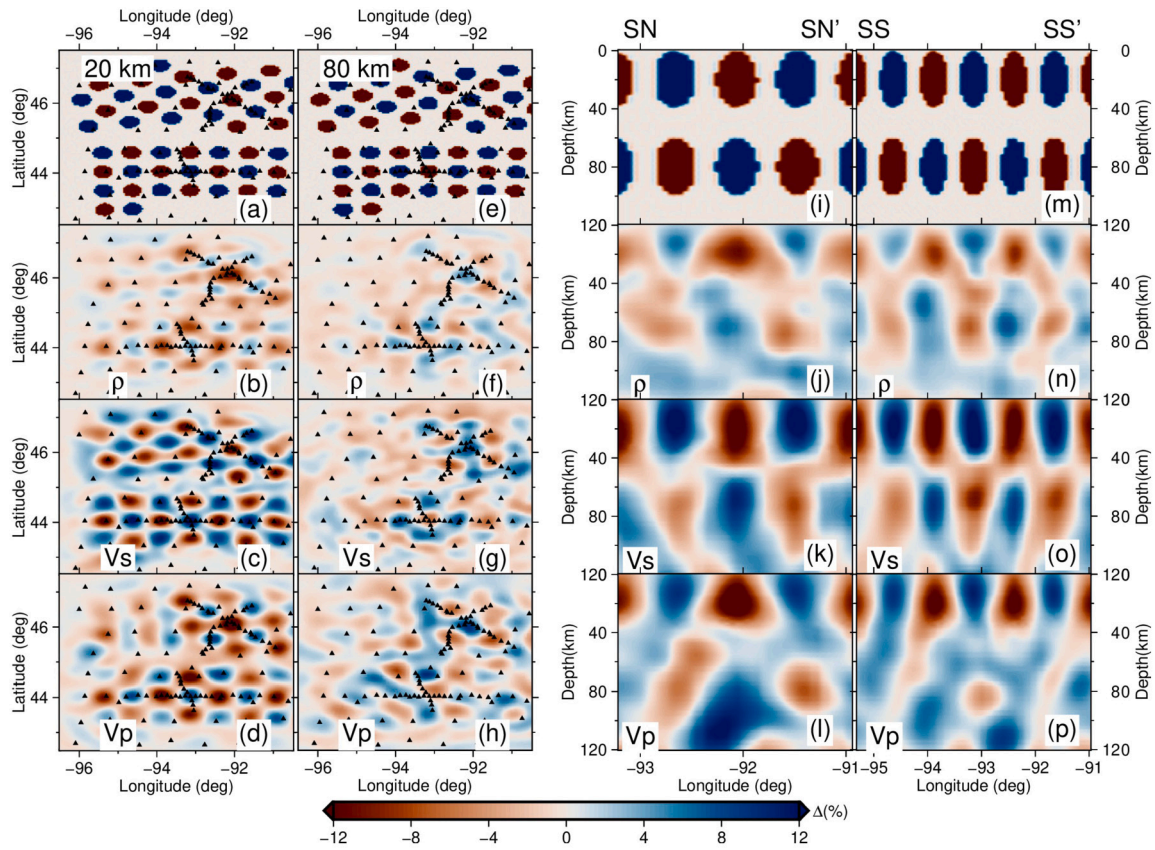 Longitude (deg) Longitude (deg)
−96 −94 −92 −96 −94 −92
SN SN’ SS SS’
20 km 80 km
Latitude (deg)
46
44
(a) (e)
0
40
80
120
Depth(km)
(i) (m)
0
40
80
120
Depth(km)
Latitude (deg)
46
44
ρ (b) ρ (f)
Depth(km)
40
80
120
ρ (j) ρ (n)
Depth(km)
40
80
120
Latitude (deg)
46
44
Vs (c) Vs (g)
Depth(km)
40
80
120
Vs (k) Vs (o)
Depth(km)
40
80
120
Latitude (deg)
46
44
Vp (d) Vp (h)
Depth(km)
40
80
120
Vp (l) Vp (p)
Depth(km)
40
80
120
−96 −94 −92 −96 −94 −92
−93 −92 −91 −95 −94 −93 −92 −91
Longitude (deg) Longitude (deg) Longitude (deg) Longitude (deg)
Δ(%)
−12 −8 −4 0 4 8 12